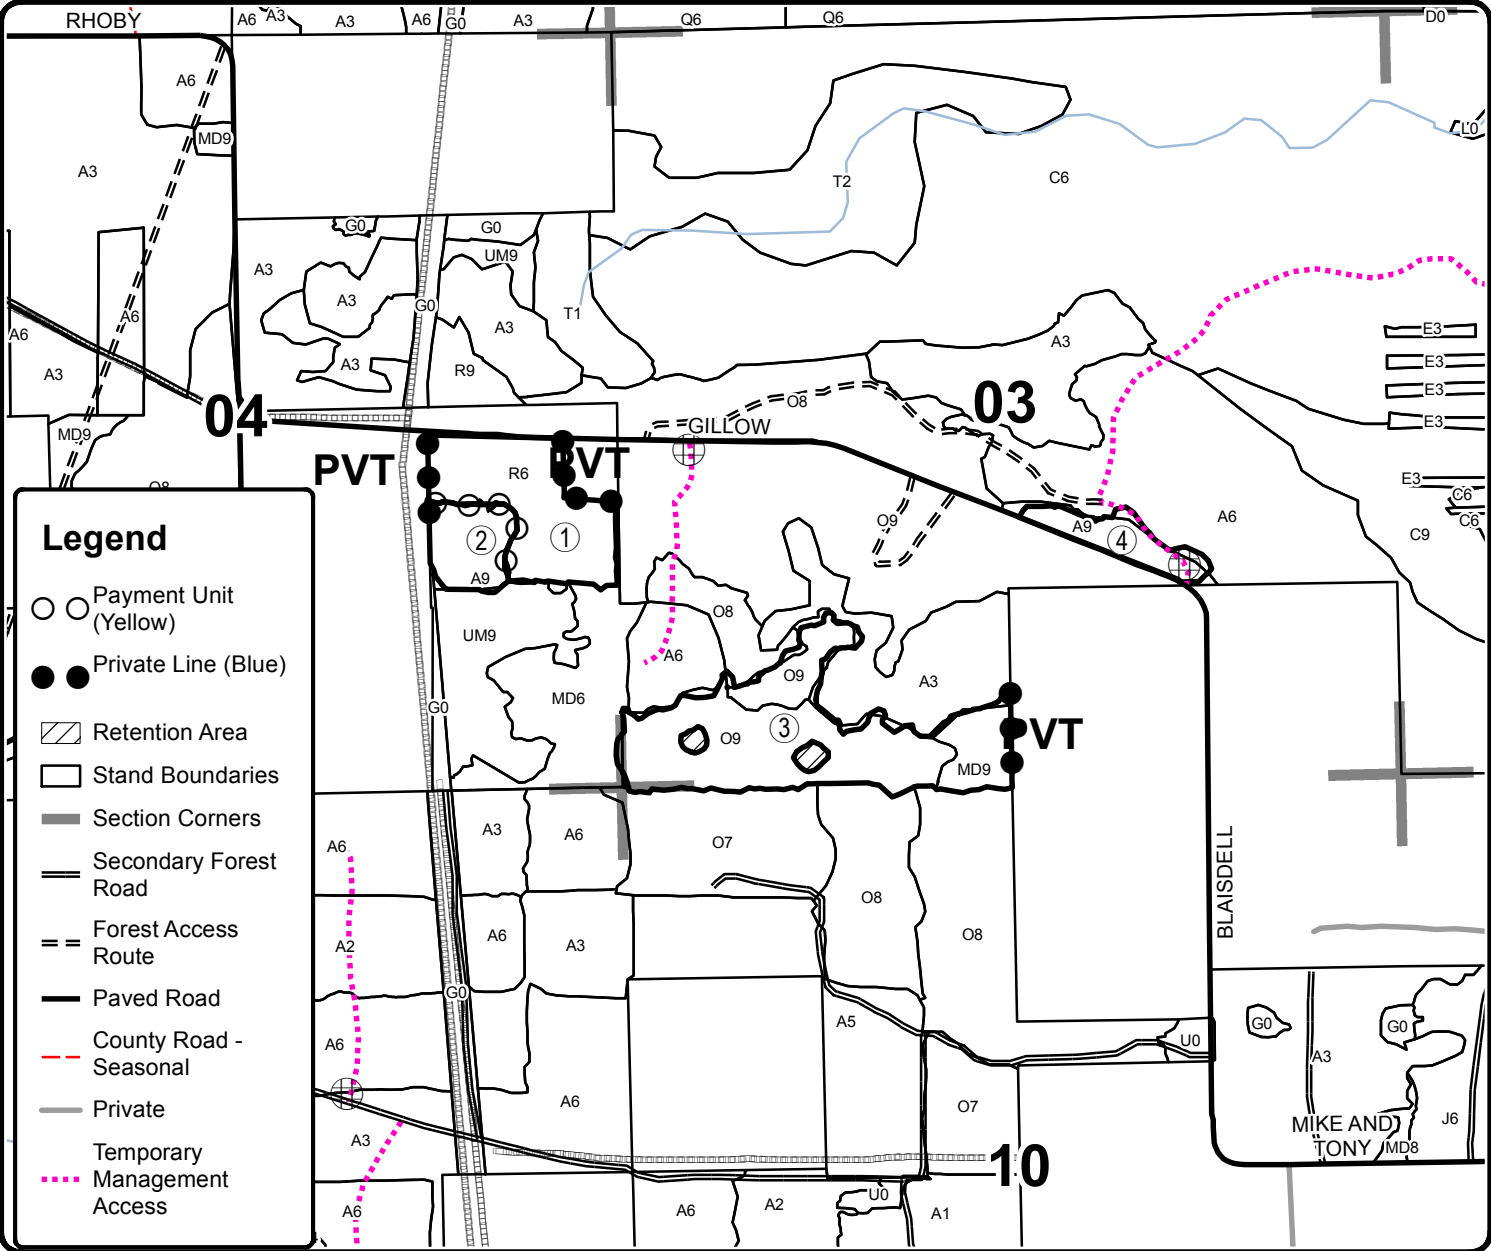 RHOBY
A6
A3
A3
A6
G0
A3
Q6
Q6
D0
A6
MD9
L0
A3
T2
C6
G0
G0
A3
UM9
A3
G0
A3
T1
A6
A6
A3
E3
A3
A3
R9
E3
E3
O8
03
04
GILLOW
E3
MD9
PVT
R6
PVT
E3
C6
O8
C6
O9
A9
A6
C9
2
1
4
A9
O8
UM9
A6
O9
A3
MD6
G0
3
O9
PVT
MD9
A3
A6
O7
A6
BLAISDELL
O8
A6
A3
O8
A2
G0
A5
G0
G0
A6
U0
A3
A6
O7
J6
MIKE AND
TONY
MD8
A3
10
U0
A6
A2
A1
A6
Legend
Payment Unit
(Yellow)
Private Line (Blue)
Retention Area
Stand Boundaries
Section Corners
Secondary Forest
Road
Forest Access
Route
Paved Road
County Road -
Seasonal
Private
Temporary
Management
Access